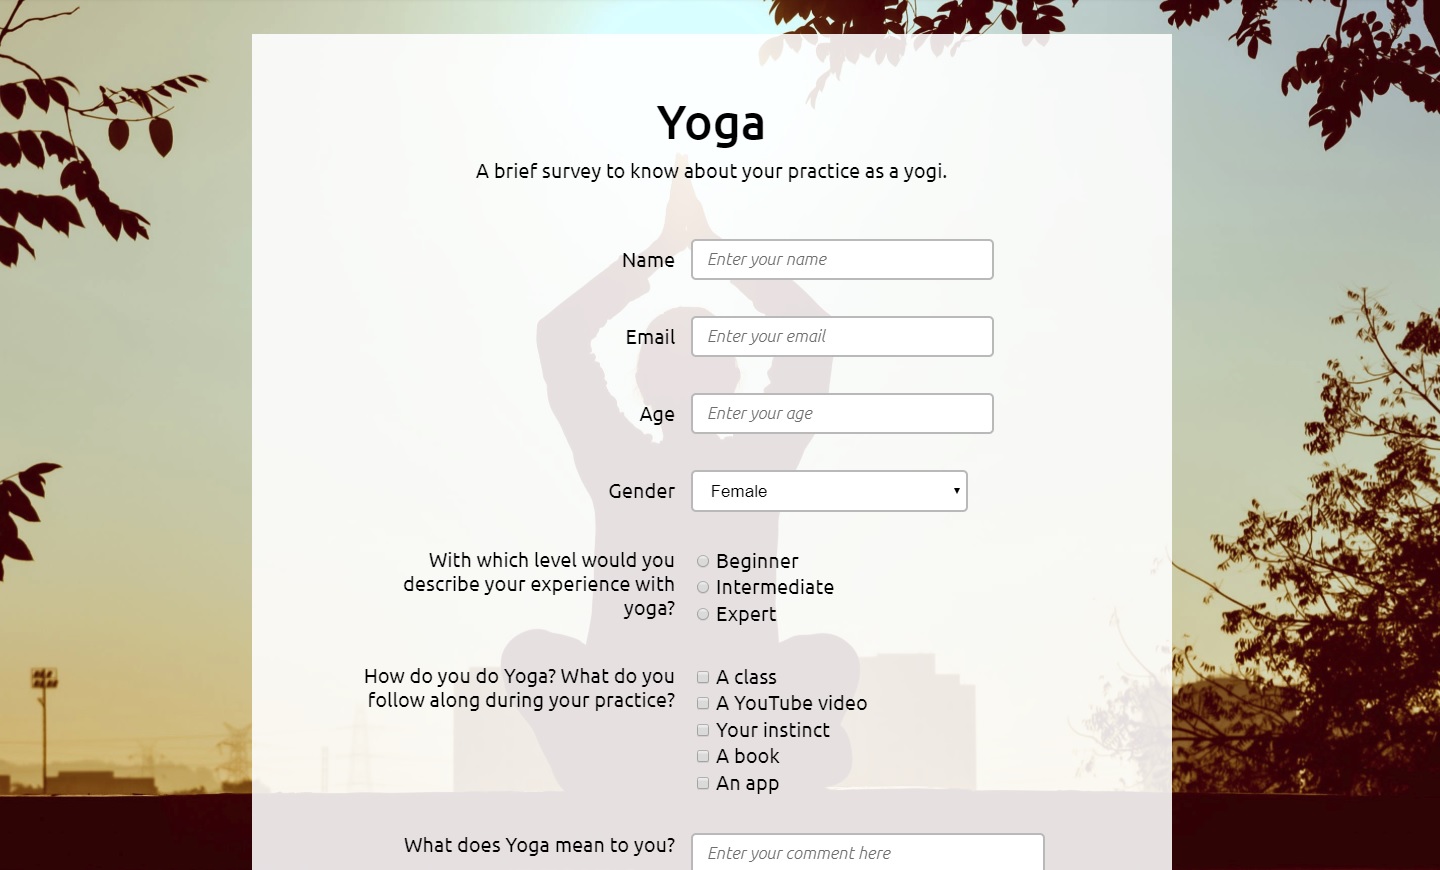 Yoga
A brief survey to know about your practice as a yogi.
Name
Enter your name
Email
Enter your email
Age
Enter your age
Gender
Female
With which level would you
describe your experience with
yoga?
Beginner
Intermediate
Expert
How do you do Yoga? What do you
follow along during your practice?
A class
A YouTube video
Your instinct
A book
An app
What does Yoga mean to you?
Enter your comment here